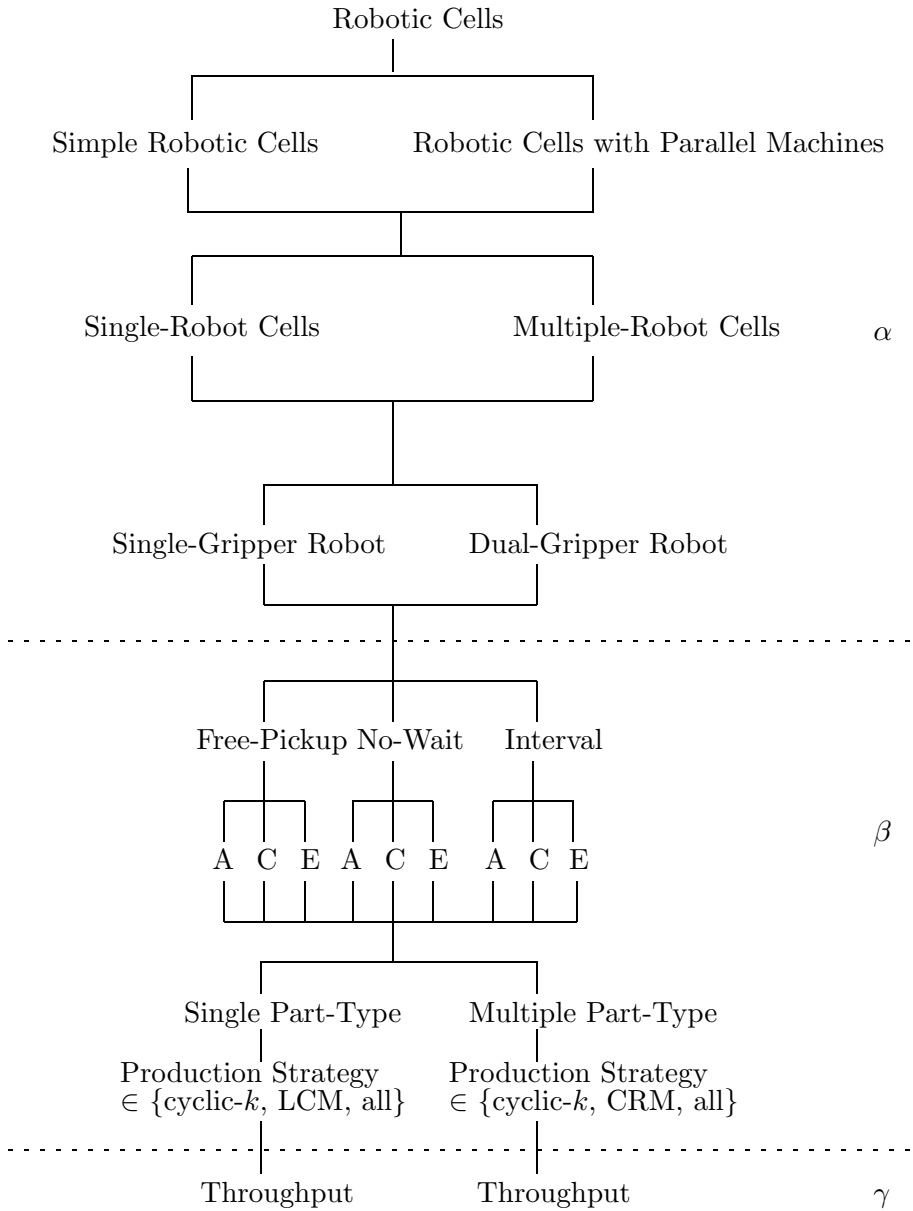 Robotic Cells
Simple Robotic Cells
Robotic Cells with Parallel Machines
Single-Robot Cells
Multiple-Robot Cells
α
Single-Gripper Robot
Dual-Gripper Robot
Free-Pickup No-Wait Interval
β
A C E A C E A C E
Single Part-Type
Multiple Part-Type
Production Strategy
∈ {cyclic-k, LCM, all}
Production Strategy
∈ {cyclic-k, CRM, all}
Throughput
Throughput
γ